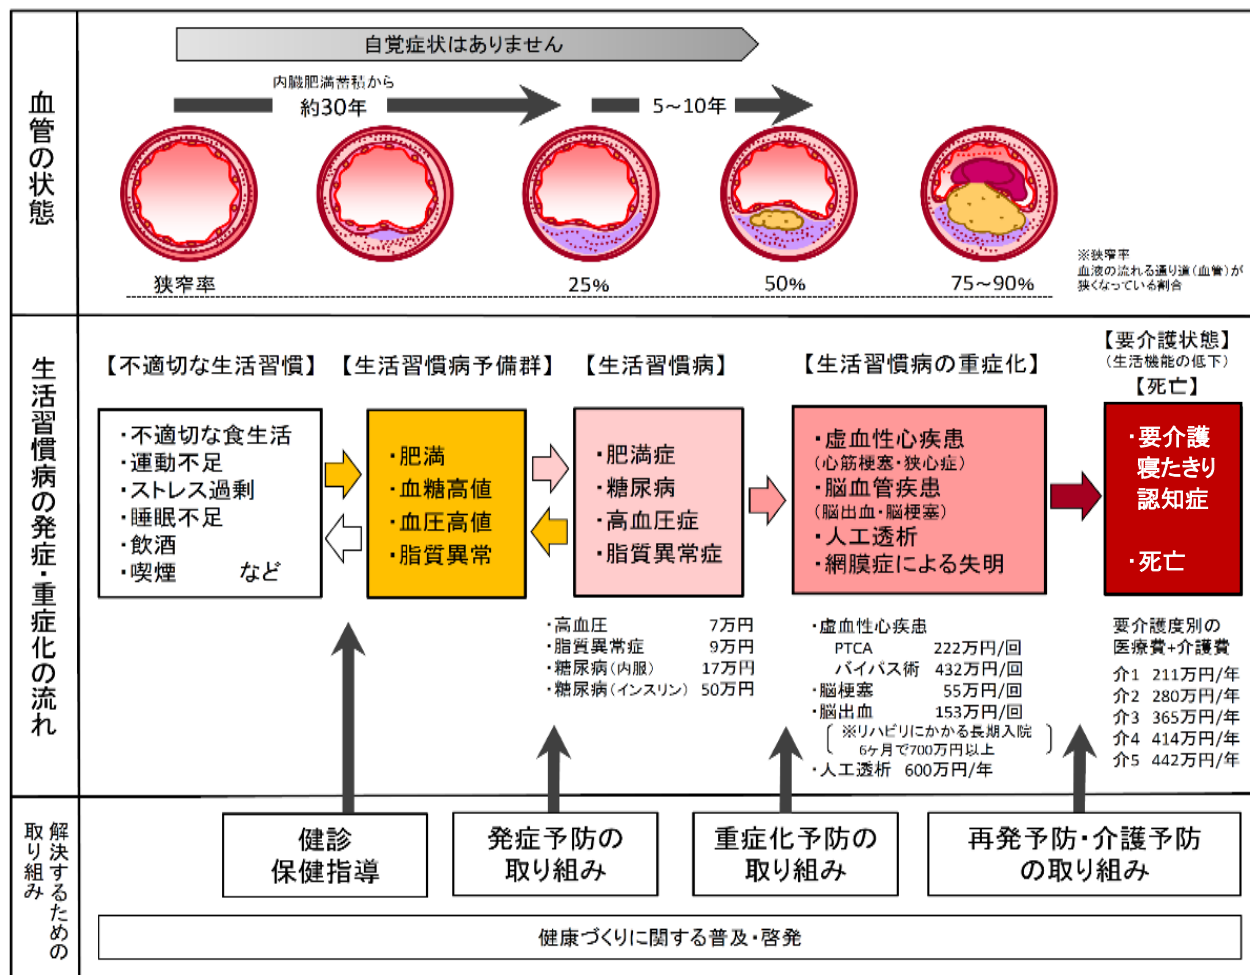 血管の状態
自覚症状はありません
内臓肥満蓄積から
約30年
5～10年
狭窄率
25%
50%
75～90%
※狭窄率
血液の流れる通り道(血管)が
狭くなっている割合
生活習慣病の発症・重症化の流れ
【不適切な生活習慣】
・不適切な食生活
・運動不足
・ストレス過剰
・睡眠不足
・飲酒
・喫煙 など
【生活習慣病予備群】
・肥満
・血糖高値
・血圧高値
・脂質異常
【生活習慣病】
・肥満症
・糖尿病
・高血圧症
・脂質異常症
・高血圧 7万円
・脂質異常症 9万円
・糖尿病(内服) 17万円
・糖尿病(インスリン) 50万円
【生活習慣病の重症化】
・虚血性心疾患
(心筋梗塞・狭心症)
・脳血管疾患
(脳出血・脳梗塞)
・人工透析
・網膜症による失明
・虚血性心疾患
PTCA 222万円/回
バイパス術 432万円/回
・脳梗塞 55万円/回
・脳出血 153万円/回
※リハビリにかかる長期入院
6ヶ月で700万円以上
・人工透析 600万円/年
【要介護状態】
(生活機能の低下)
【死亡】
・要介護
寝たきり
認知症
・死亡
要介護度別の
医療費+介護費
介1 211万円/年
介2 280万円/年
介3 365万円/年
介4 414万円/年
介5 442万円/年
解決するための
取り組み
健診
保健指導
発症予防の
取り組み
重症化予防の
取り組み
再発予防・介護予防
の取り組み
健康づくりに関する普及・啓発